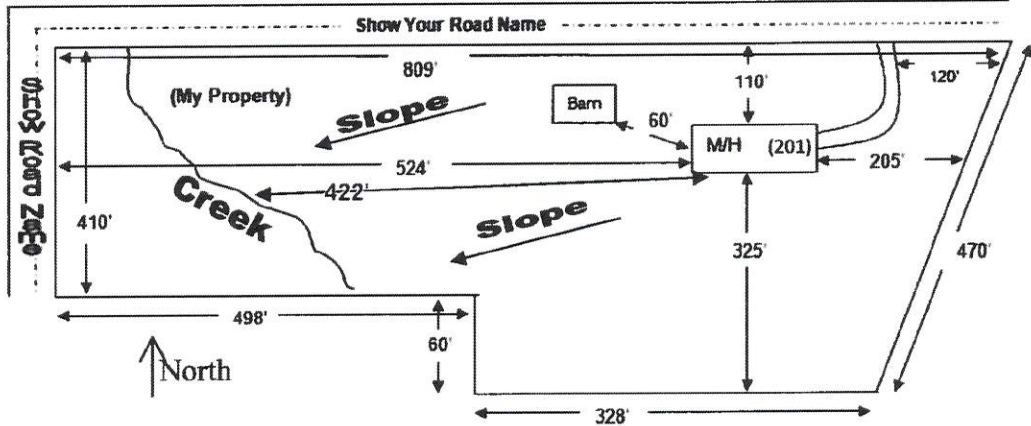 Show Your Road Name
809'
110'
120'
(My Property)
Slope
Barn
60'
M/H (201)
SHOW ROAD NAME
524'
205'
422'
Creek
410'
Slope
325'
470'
498'
60'
North
328'